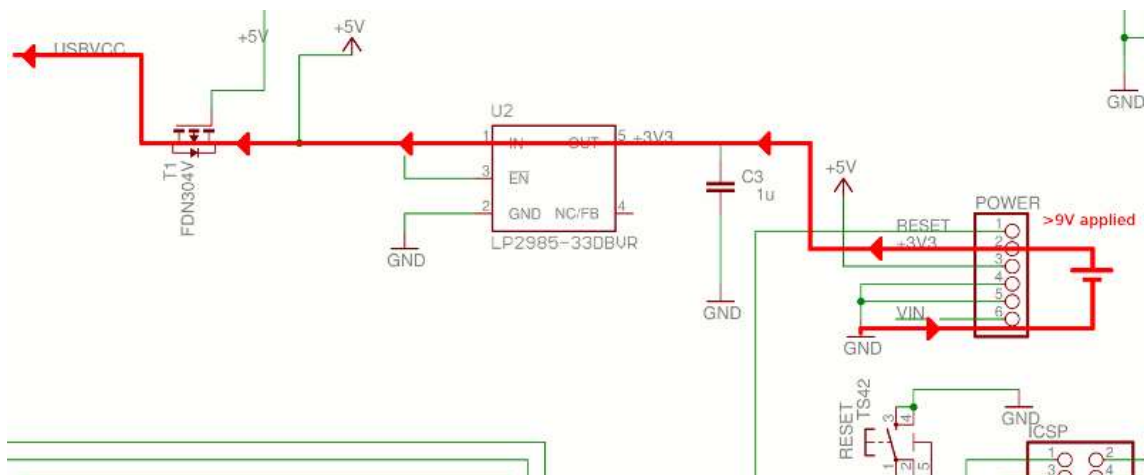 +5V
USBVCC
+5V
GND
T1
FDN304V
U2
1
IN
OUT
5
+3V3
3
EN
2
GND
NC/FB
4
LP2985-33DBVR
GND
C3
1u
GND
+5V
POWER
>9V applied
RESET
1
+3V3
2
3
4
5
VIN
6
GND
RESET
TS42
3
4
1
2
5
GND
ICSP
1
2
3
4